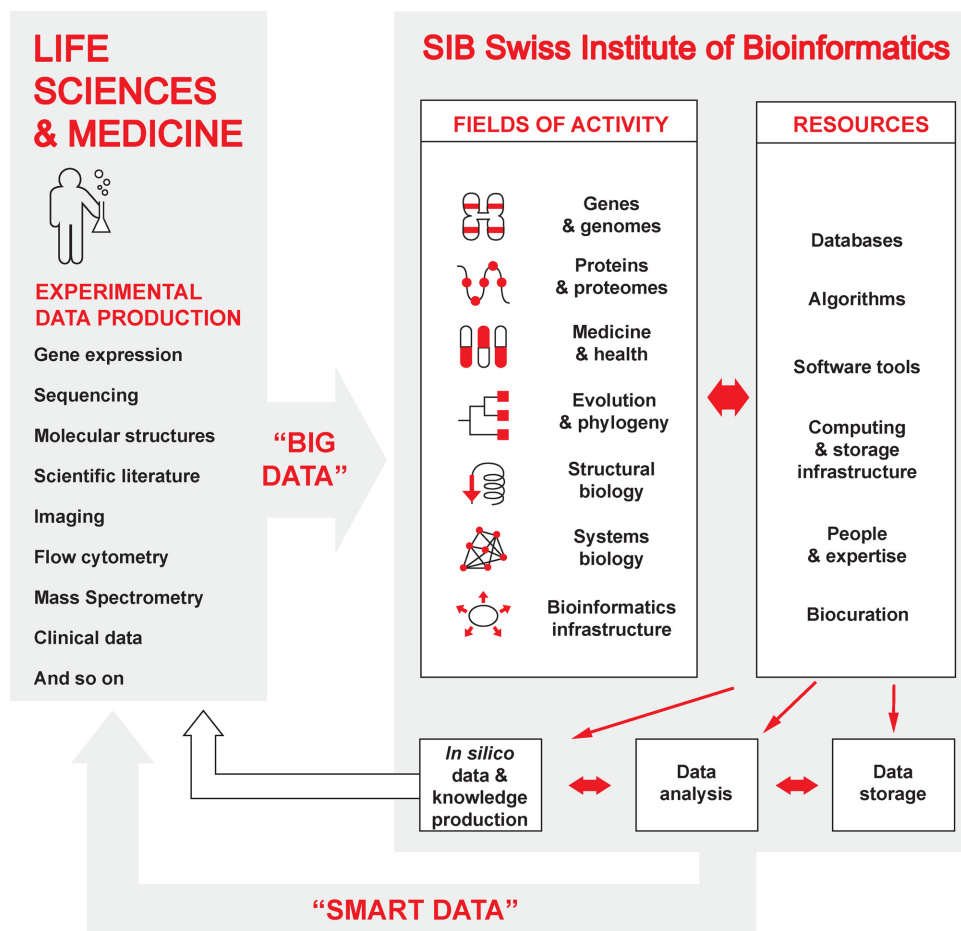 LIFE
SCIENCES
& MEDICINE
EXPERIMENTAL
DATA PRODUCTION
Gene expression
Sequencing
Molecular structures
Scientific literature
Imaging
Flow cytometry
Mass Spectrometry
Clinical data
And so on
“BIG
DATA”
SIB Swiss Institute of Bioinformatics
FIELDS OF ACTIVITY
Genes
& genomes
Proteins
& proteomes
Medicine
& health
Evolution
& phylogeny
Structural
biology
Systems
biology
Bioinformatics
infrastructure
RESOURCES
Databases
Algorithms
Software tools
Computing
& storage
infrastructure
People
& expertise
Biocuration
In silico
data &
knowledge
production
Data
analysis
Data
storage
“SMART DATA”